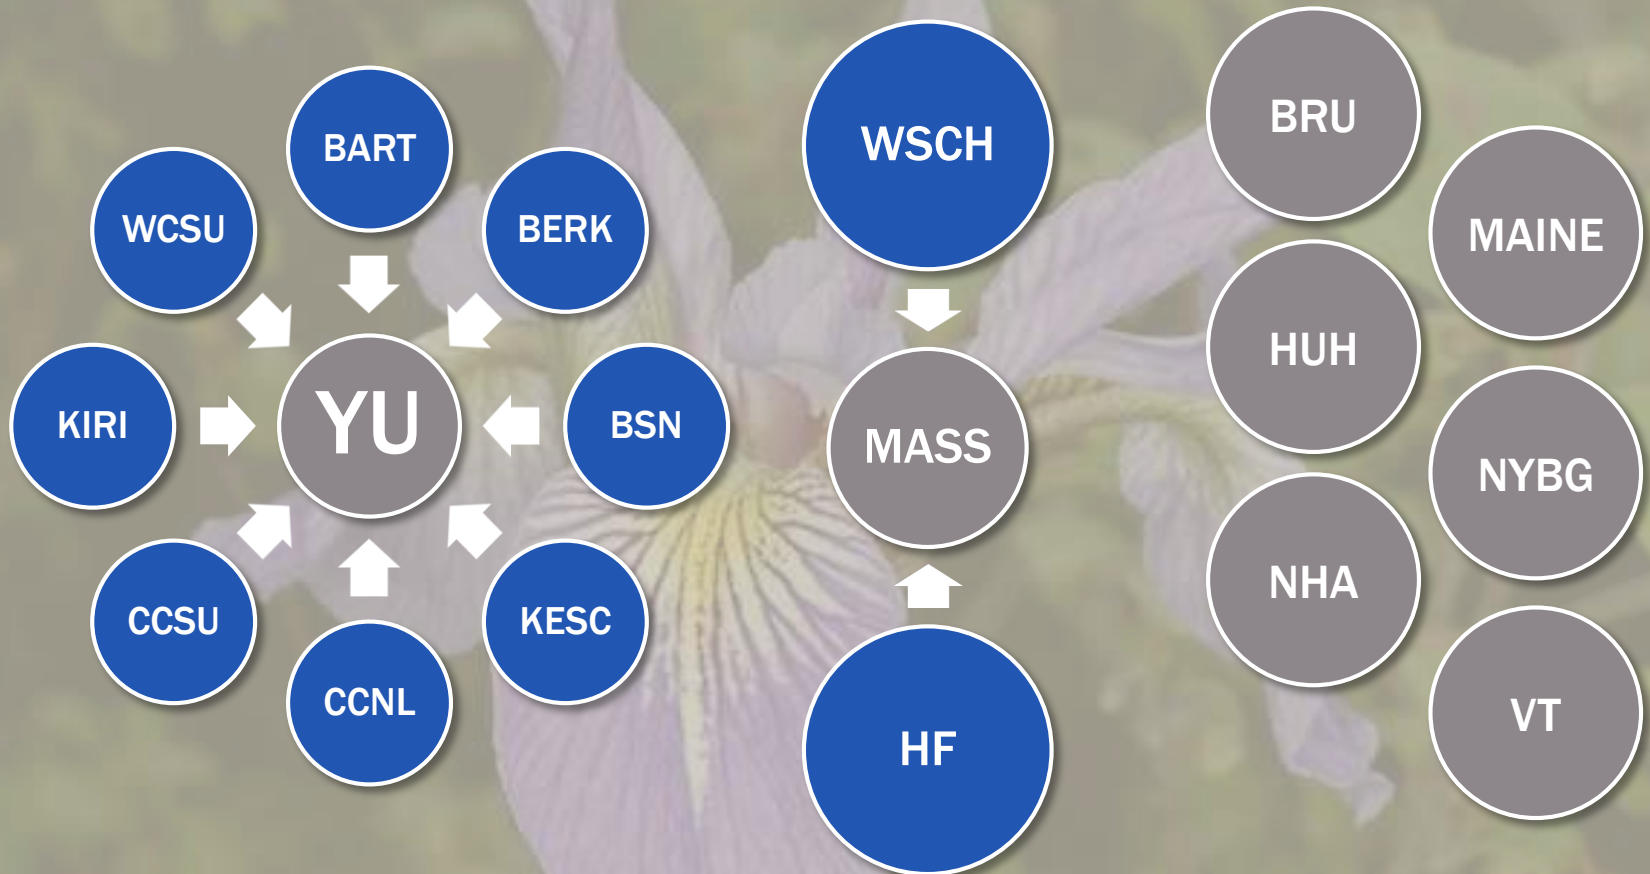 BART
WCSU
BERK
KIRI
YU
BSN
CCSU
KESC
CCNL
WSCH
MASS
HF
BRU
MAINE
HUH
NYBG
NHA
VT